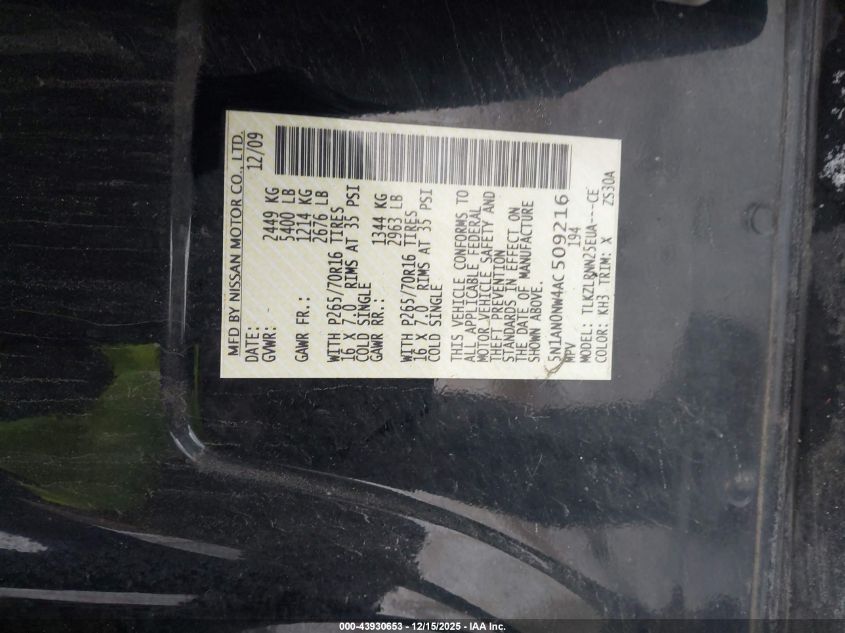 MFD BY NISSAN MOTOR CO., LTD.
DATE: 12/09
GVWR: 2449 KG
5400 LB
GAWR FR.: 1214 KG
2676 LB
WITH P265/70R16 TIRES
16 X 7.0 RIMS AT 35 PSI
COLD SINGLE
GAWR RR.: 1344 KG
2963 LB
WITH P265/70R16 TIRES
16 X 7.0 RIMS AT 35 PSI
COLD SINGLE
THIS VEHICLE CONFORMS TO
ALL APPLICABLE FEDERAL
MOTOR VEHICLE SAFETY AND
THEFT PREVENTION
STANDARDS IN EFFECT ON
THE DATE OF MANUFACTURE
SHOWN ABOVE.
5N1AN0NW4AC509216
MPV 194
MODEL: TLKZLQNN25EUA---CE
COLOR: KH3 TRIM: X ZS30A
000-43930653 - 12/15/2025 - IAA Inc.